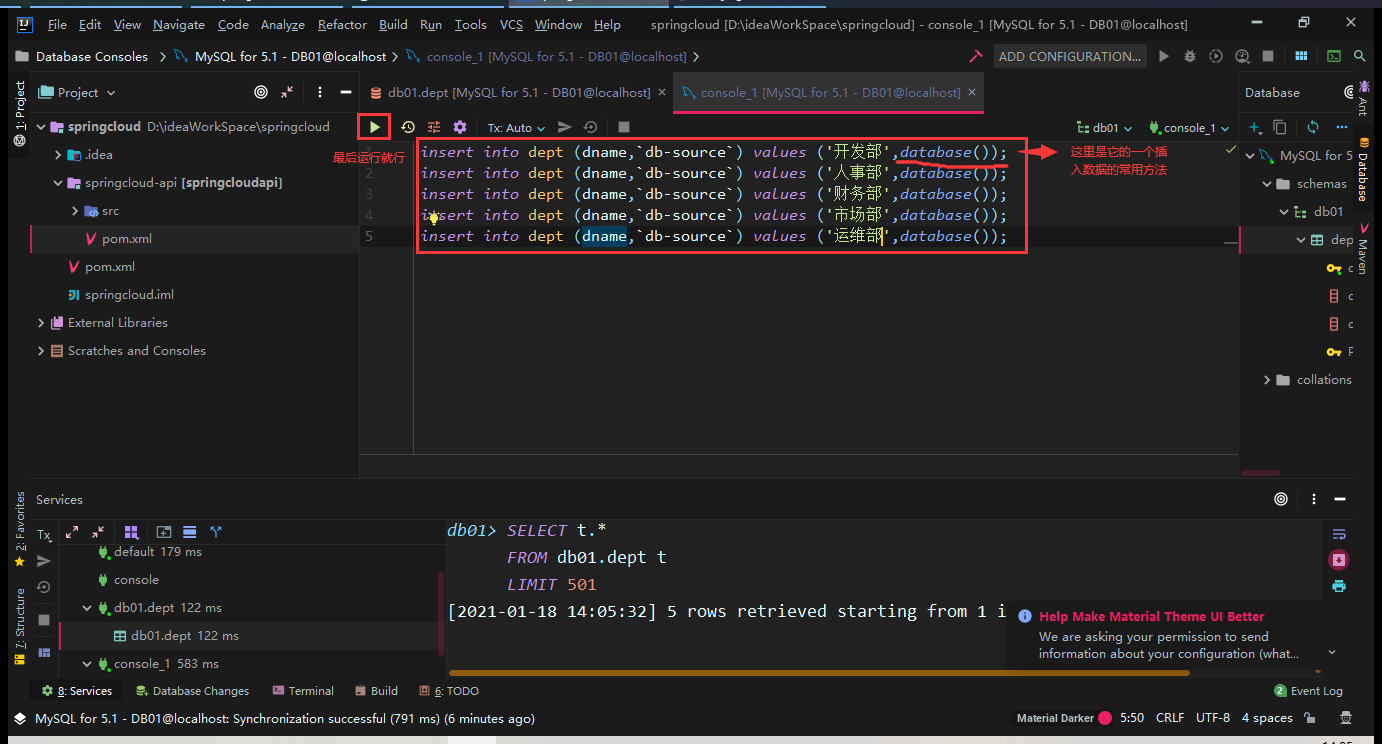 File Edit View Navigate Code Analyze Refactor Build Run Tools VCS Window Help springcloud [D:\ideaWorkSpace\springcloud] - console_1 [MySQL for 5.1 - DB01@localhost]
Database Consoles MySQL for 5.1 - DB01@localhost console_1 [MySQL for 5.1 - DB01@localhost] ADD CONFIGURATION...
1: Project
Project
db01.dept [MySQL for 5.1 - DB01@localhost]
console_1 [MySQL for 5.1 - DB01@localhost]
Database
Ant
springcloud D:\ideaWorkSpace\springcloud
Tx: Auto
db01
console_1
.idea
springcloud-api [springcloudapi]
src
pom.xml
pom.xml
springcloud.iml
External Libraries
Scratches and Consoles
最后运行就行
insert into dept (dname,`db-source`) values ('开发部',database());
2 insert into dept (dname,`db-source`) values ('人事部',database());
3 insert into dept (dname,`db-source`) values ('财务部',database());
4 insert into dept (dname,`db-source`) values ('市场部',database());
5 insert into dept (dname,`db-source`) values ('运维部',database());
这里是它的一个插
入数据的常用方法
MySQL for 5
schemas
db01
dep
c
c
c
P
collations
Database
Maven
Services
2: Favorites
7: Structure
Tx
default 179 ms
console
db01.dept 122 ms
db01.dept 122 ms
console_1 583 ms
db01> SELECT t.*
FROM db01.dept t
LIMIT 501
[2021-01-18 14:05:32] 5 rows retrieved starting from 1 i
Help Make Material Theme UI Better
We are asking your permission to send
information about your configuration (what...
8: Services Database Changes Terminal Build 6: TODO 2 Event Log
MySQL for 5.1 - DB01@localhost: Synchronization successful (791 ms) (6 minutes ago) Material Darker 5:50 CRLF UTF-8 4 spaces